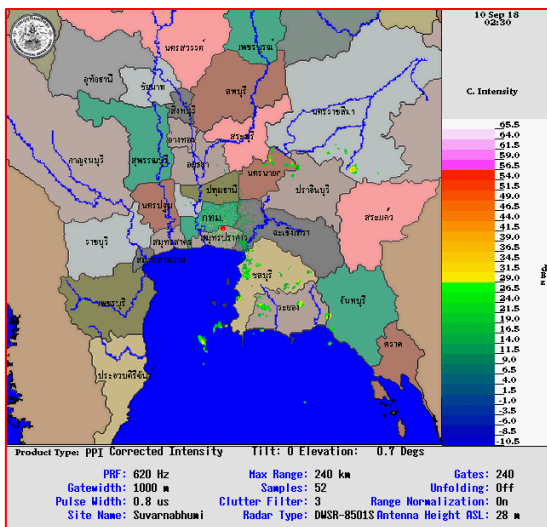 10 Sep 18
02:30
C. Intensity
65.5
64.0
61.5
59.0
56.5
54.0
51.5
49.0
46.5
44.0
41.5
39.0
36.5
34.0
31.5
29.0
26.5
24.0
21.5
19.0
16.5
14.0
11.5
9.0
6.5
4.0
1.5
-1.0
-3.5
-6.0
-8.5
-10.5
นครสวรรค์
เพชรบูรณ์
อุทัยธานี
ชัยนาท
ลพบุรี
สิงห์บุรี
นครราชสีมา
อ่างทอง
สระบุรี
กาญจนบุรี
สุพรรณบุรี
อยุธยา
นครนายก
ปราจีนบุรี
ปทุมธานี
นครปฐม
กทม.
สระแก้ว
ฉะเชิงเทรา
ราชบุรี
สมุทรสาคร
สมุทรปราการ
สมุทรสงคราม
ชลบุรี
เพชรบุรี
ระยอง
จันทบุรี
ตราด
ประจวบคีรีขันธ์
Product Type: PPI Corrected Intensity Tilt: 0 Elevation: 0.7 Degs
PRF: 620 Hz Max Range: 240 km Gates: 240
Gatewidth: 1000 m Samples: 52 Unfolding: Off
Pulse Width: 0.8 us Clutter Filter: 3 Range Normalization: On
Site Name: Suvarnabhumi Radar Type: DWSR-8501S Antenna Height ASL: 28 m